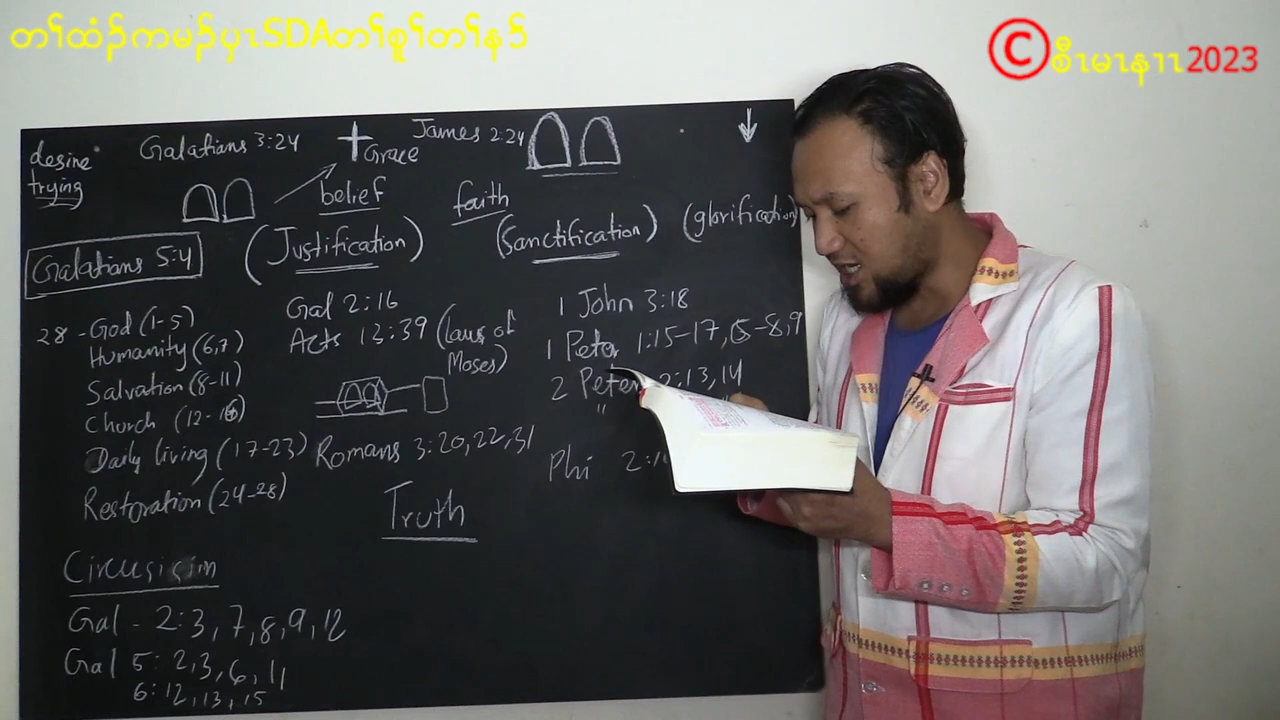 တၢ်ထံၣ်ကမၣ်ပှၤSDAတၢ်စူၢ်တၢ်နာ်
©စီၤမၤနၢၤ2023
desire
trying
Galatians 3:24
Grace
James 2:24
belief
faith
Galatians 5:4
(Justification)
(Sanctification)
(glorification)
28 - God (1-5)
Humanity (6,7)
Salvation (8-11)
Church (12-16)
Daily living (17-23)
Restoration (24-28)
Gal 2:16
Acts 13:39 (laws of
Moses)
Romans 3:20,22,31
Truth
1 John 3:18
1 Peter 1:15-17, 5-8,9
2 Peter 2:13,14
" "
Phi 2:1
Circusisim
Gal - 2:3, 7, 8, 9, 12
Gal 5: 2,3, 6, 11
6: 12, 13, 15